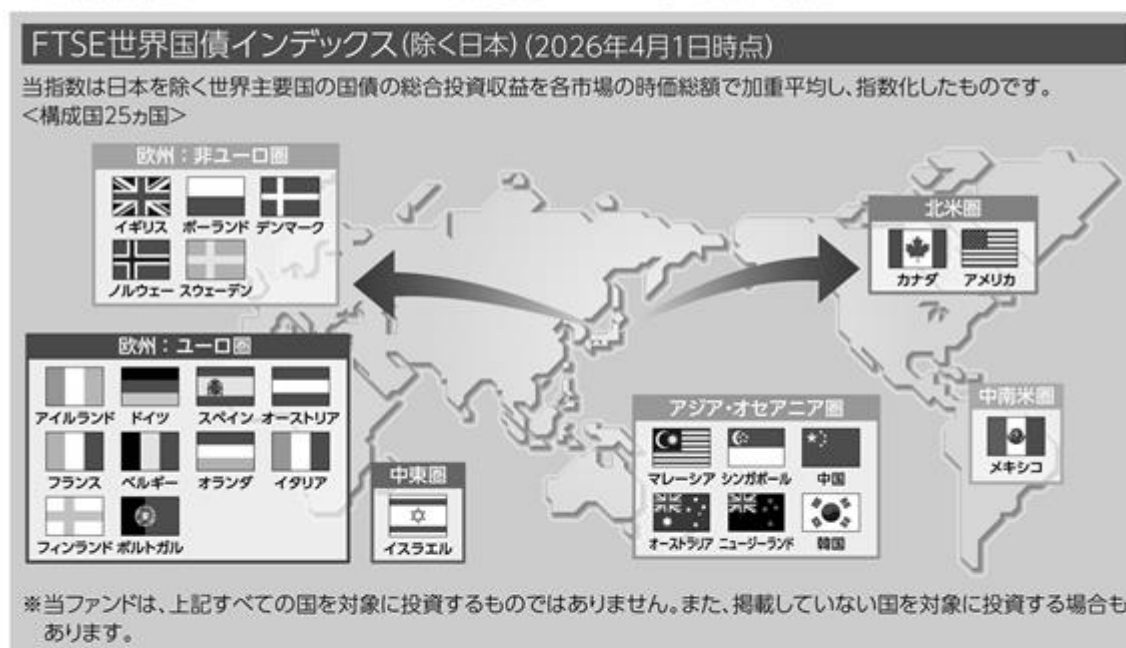 FTSE世界国債インデックス(除く日本)(2026年4月1日時点)
当指数は日本を除く世界主要国の国債の総合投資収益を各市場の時価総額で加重平均し、指数化したものです。
<構成国25ヵ国>
欧州:非ユーロ圏
イギリス ポーランド デンマーク
ノルウェー スウェーデン
北米圏
カナダ アメリカ
欧州:ユーロ圏
アイルランド ドイツ スペイン オーストリア
フランス ベルギー オランダ イタリア
フィンランド ポルトガル
中東圏
イスラエル
アジア・オセアニア圏
マレーシア シンガポール 中国
オーストラリア ニュージーランド 韓国
中南米圏
メキシコ
※当ファンドは、上記すべての国を対象に投資するものではありません。また、掲載していない国を対象に投資する場合も
あります。